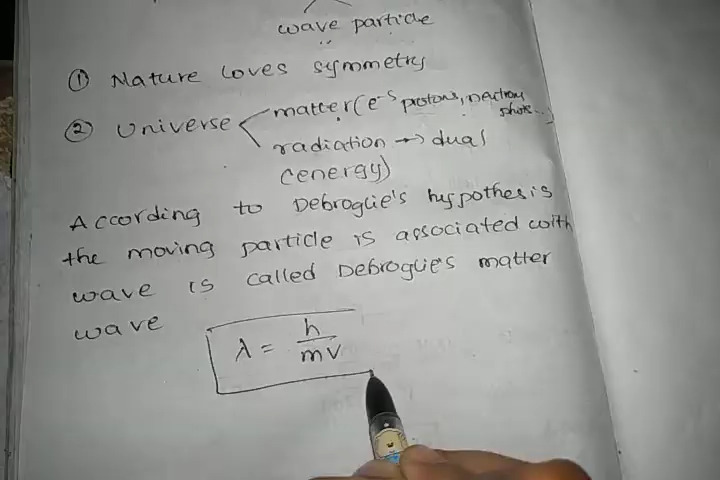 wave particle
① Nature loves symmetry
② Universe
matter (e⁻s protons, neutrons
radiation → dual
(energy)
According to Debroglie's hypothesis
the moving particle is associated with
wave is called Debroglie's matter
wave
λ = h/mv